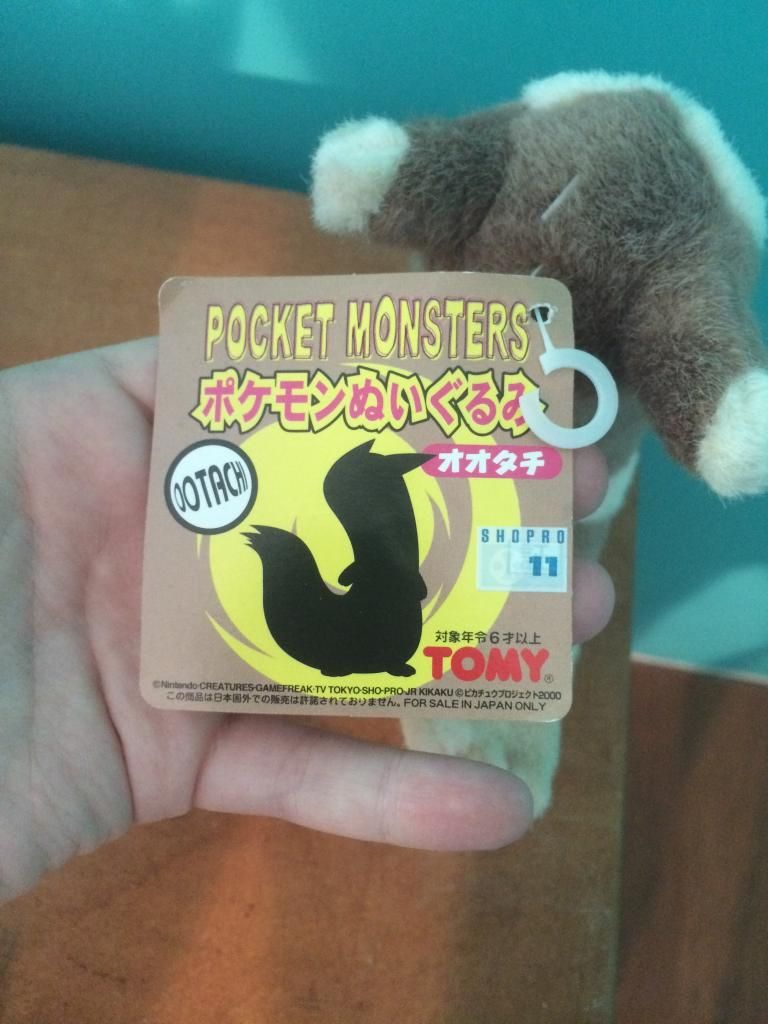 POCKET MONSTERS
ポケモンぬいぐるみ
オオタチ
OOTACHI
SHOPRO
11
対象年令6才以上
TOMY®
©Nintendo·CREATURES·GAMEFREAK·TV TOKYO·SHO-PRO·JR KIKAKU ©ピカチュウプロジェクト2000
この商品は日本国外での販売は許諾されておりません。FOR SALE IN JAPAN ONLY